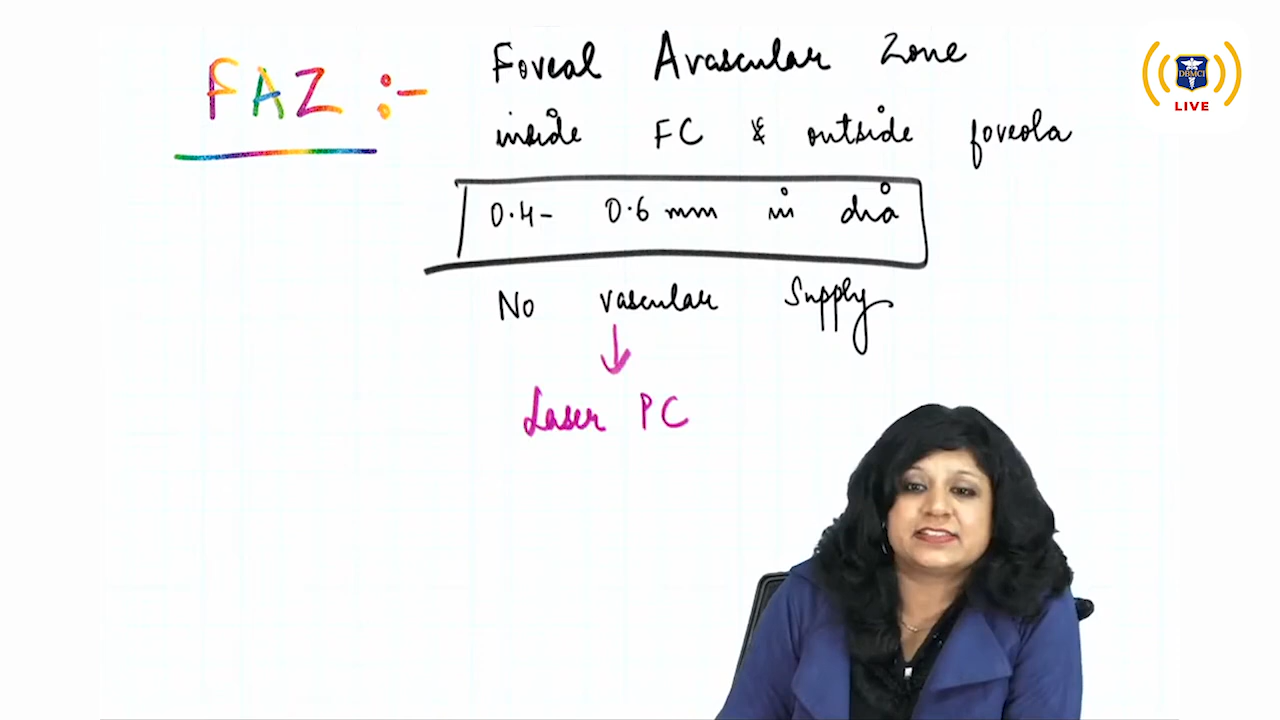 FAZ :-
Foveal Avascular Zone
inside FC & outside foveola
0.4- 0.6 mm in dia
No vascular Supply
Laser PC
DBMCI
LIVE